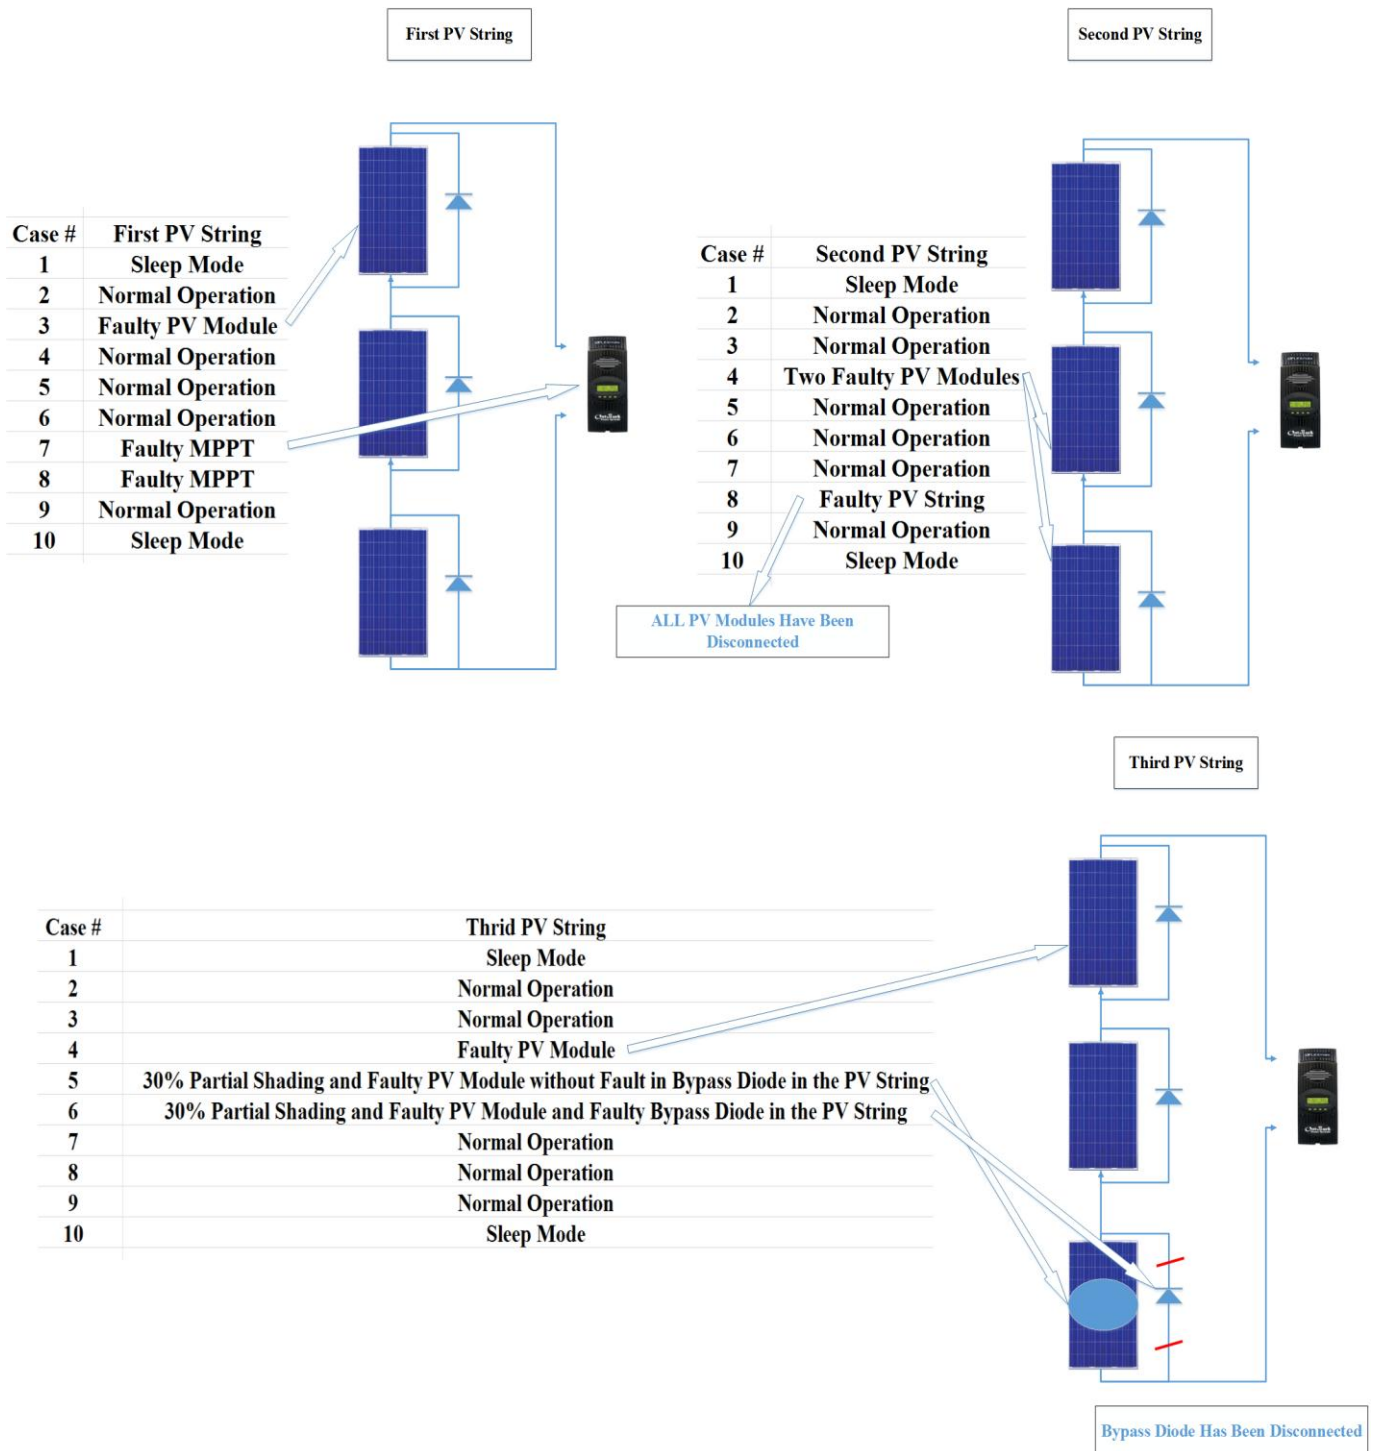 First PV String
Second PV String
Case # First PV String
1 Sleep Mode
2 Normal Operation
3 Faulty PV Module
4 Normal Operation
5 Normal Operation
6 Normal Operation
7 Faulty MPPT
8 Faulty MPPT
9 Normal Operation
10 Sleep Mode
Case # Second PV String
1 Sleep Mode
2 Normal Operation
3 Normal Operation
4 Two Faulty PV Modules
5 Normal Operation
6 Normal Operation
7 Normal Operation
8 Faulty PV String
9 Normal Operation
10 Sleep Mode
ALL PV Modules Have Been
Disconnected
Third PV String
Case # Thrid PV String
1 Sleep Mode
2 Normal Operation
3 Normal Operation
4 Faulty PV Module
5 30% Partial Shading and Faulty PV Module without Fault in Bypass Diode in the PV String
6 30% Partial Shading and Faulty PV Module and Faulty Bypass Diode in the PV String
7 Normal Operation
8 Normal Operation
9 Normal Operation
10 Sleep Mode
Bypass Diode Has Been Disconnected